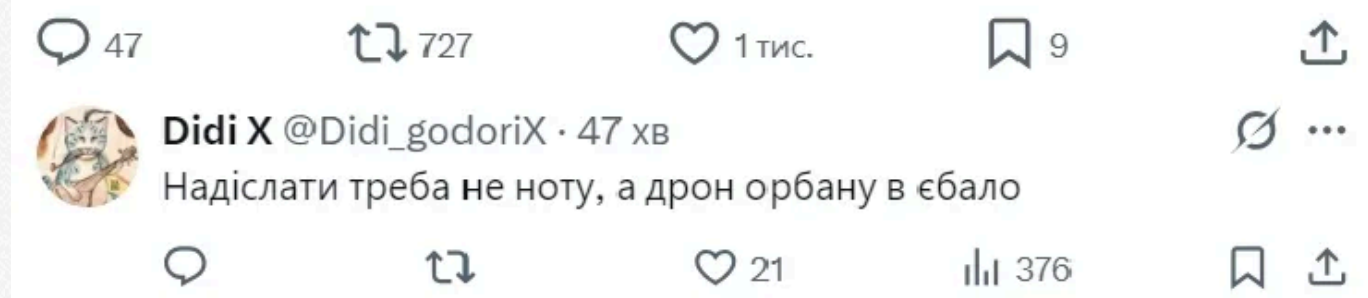 47 727 1 тис. 9
Didi X @Didi_godoriX · 47 хв
Надіслати треба не ноту, а дрон орбану в єбало
21 376